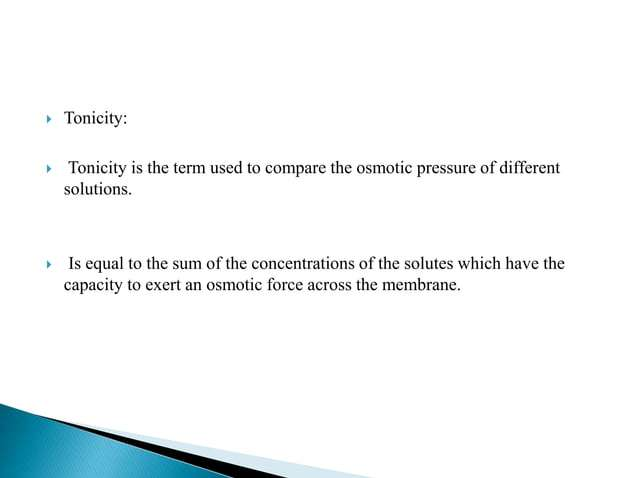 Tonicity:
Tonicity is the term used to compare the osmotic pressure of different
solutions.
Is equal to the sum of the concentrations of the solutes which have the
capacity to exert an osmotic force across the membrane.